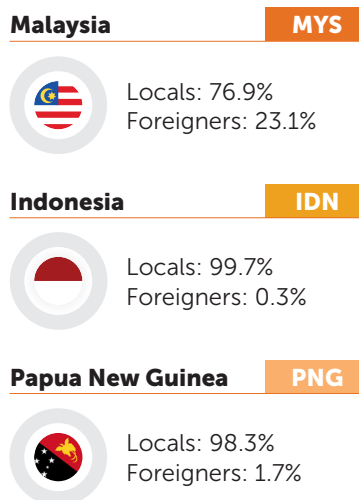 Malaysia MYS
Locals: 76.9%
Foreigners: 23.1%
Indonesia IDN
Locals: 99.7%
Foreigners: 0.3%
Papua New Guinea PNG
Locals: 98.3%
Foreigners: 1.7%